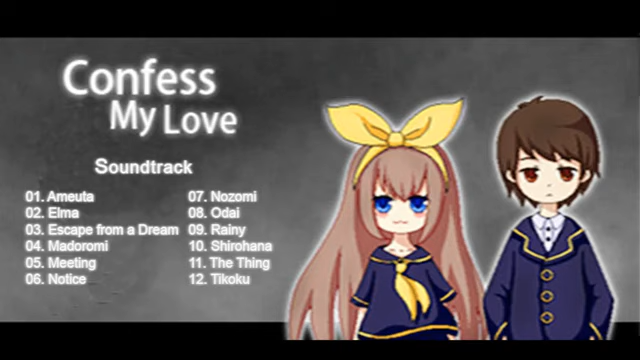 Confess
My Love
Soundtrack
01. Ameuta
02. Elma
03. Escape from a Dream
04. Madoromi
05. Meeting
06. Notice
07. Nozomi
08. Odai
09. Rainy
10. Shirohana
11. The Thing
12. Tikoku